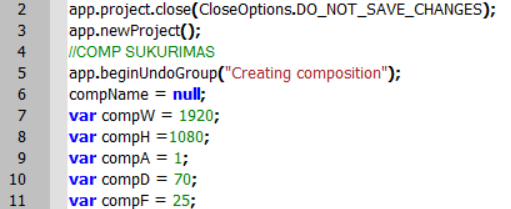 2 app.project.close(CloseOptions.DO_NOT_SAVE_CHANGES);
3 app.newProject();
4 //COMP SUKURIMAS
5 app.beginUndoGroup("Creating composition");
6 compName = null;
7 var compW = 1920;
8 var compH =1080;
9 var compA = 1;
10 var compD = 70;
11 var compF = 25;